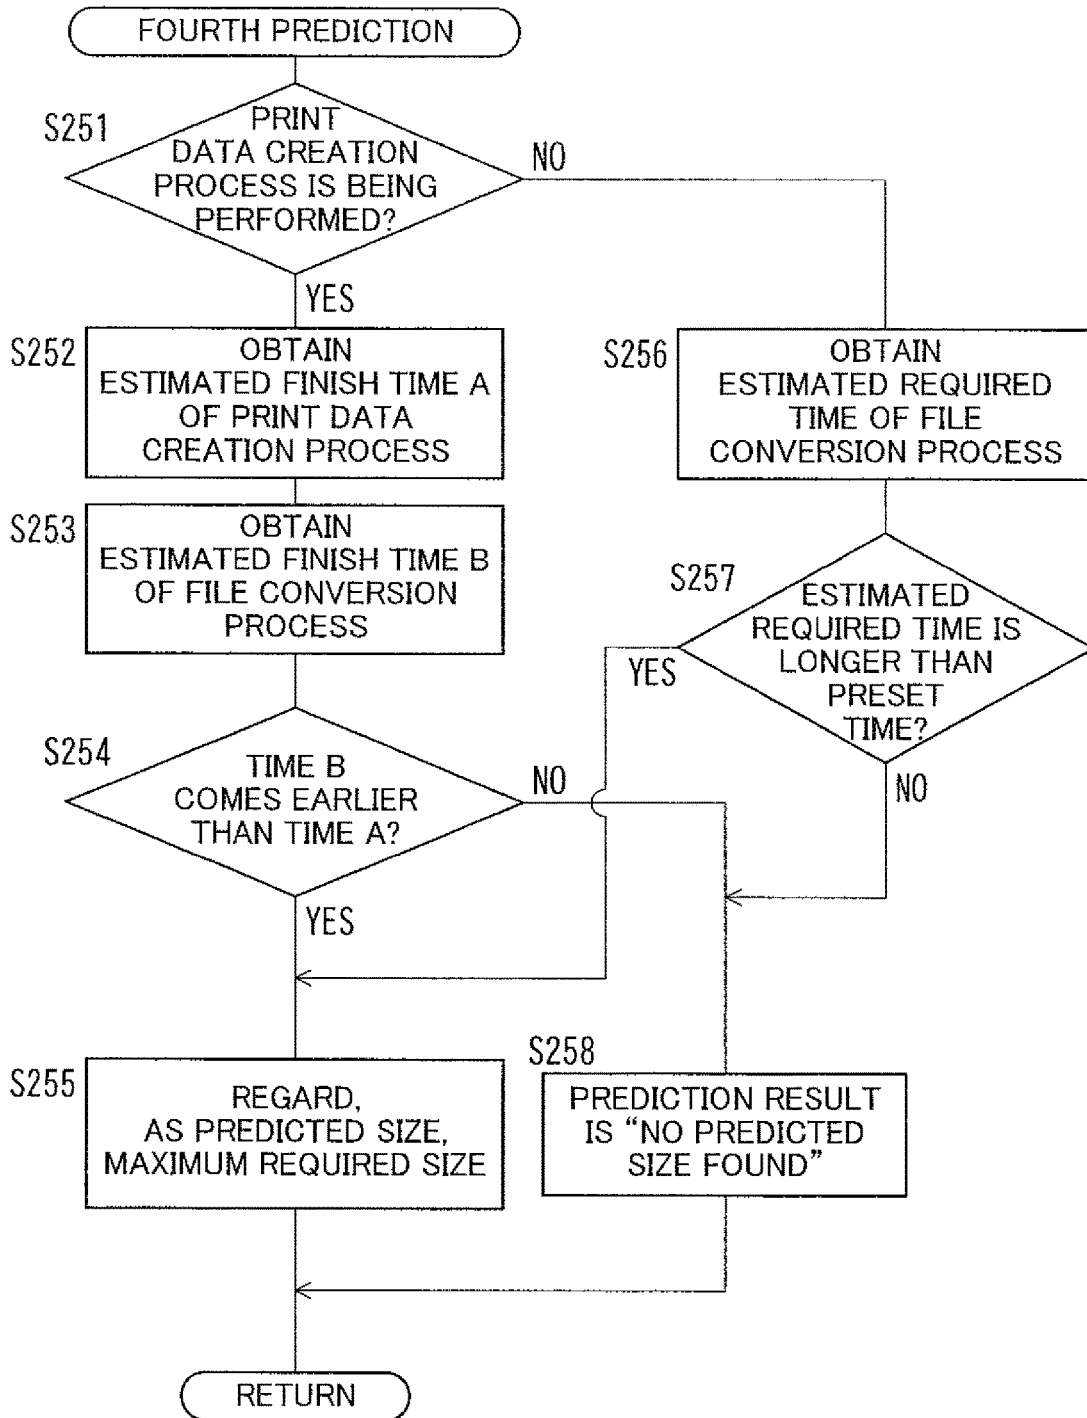 FOURTH PREDICTION
S251
PRINT
DATA CREATION
PROCESS IS BEING
PERFORMED?
NO
YES
S252
OBTAIN
ESTIMATED FINISH TIME A
OF PRINT DATA
CREATION PROCESS
S256
OBTAIN
ESTIMATED REQUIRED
TIME OF FILE
CONVERSION PROCESS
S253
OBTAIN
ESTIMATED FINISH TIME B
OF FILE CONVERSION
PROCESS
S257
ESTIMATED
REQUIRED TIME IS
LONGER THAN
PRESET
TIME?
YES
NO
S254
TIME B
COMES EARLIER
THAN TIME A?
NO
YES
S255
REGARD,
AS PREDICTED SIZE,
MAXIMUM REQUIRED SIZE
S258
PREDICTION RESULT
IS “NO PREDICTED
SIZE FOUND”
RETURN